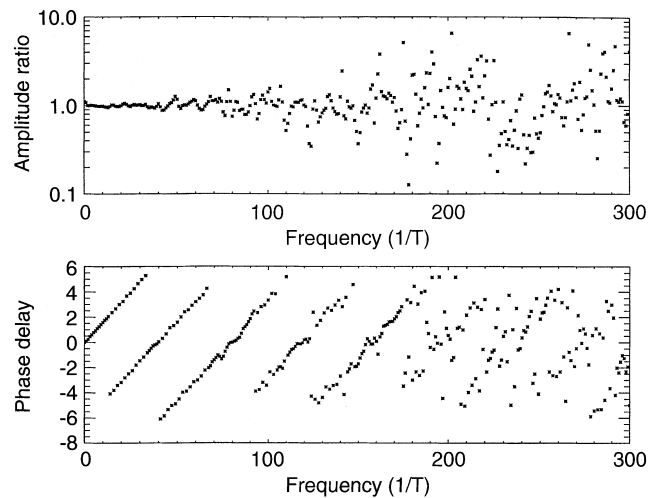 10.0
1.0
0.1
Amplitude ratio
0 100 200 300
Frequency (1/T)
6
4
2
0
-2
-4
-6
-8
Phase delay
0 100 200 300
Frequency (1/T)